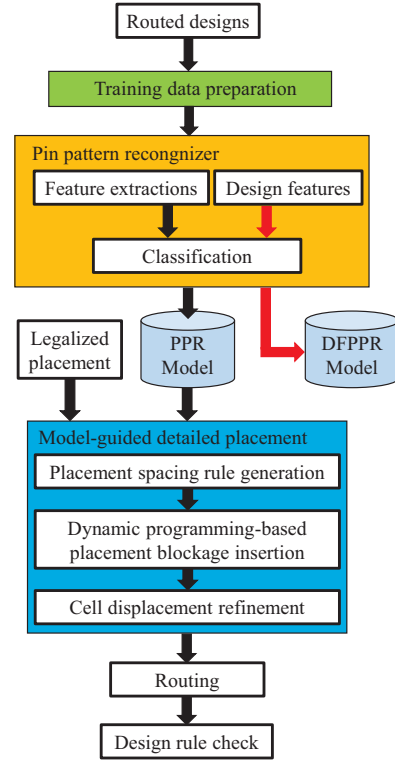 Routed designs
Training data preparation
Pin pattern recongnizer
Feature extractions
Design features
Classification
Legalized
placement
PPR
Model
DFPPR
Model
Model-guided detailed placement
Placement spacing rule generation
Dynamic programming-based
placement blockage insertion
Cell displacement refinement
Routing
Design rule check